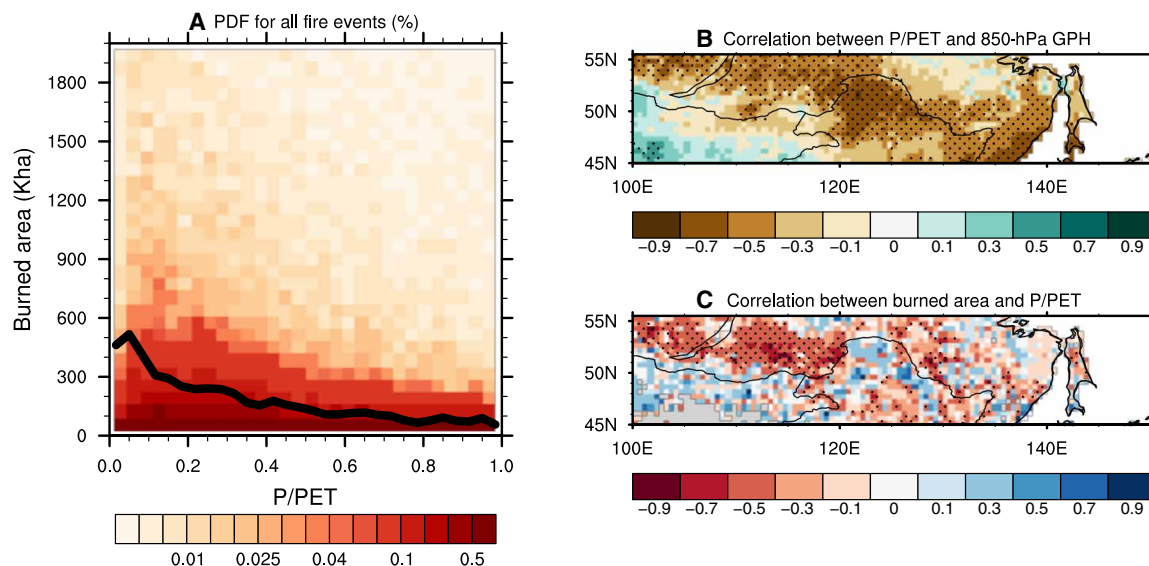 A PDF for all fire events (%)
Burned area (Kha)
1800
1500
1200
900
600
300
0
0.0 0.2 0.4 0.6 0.8 1.0
P/PET
0.01 0.025 0.04 0.1 0.5
B Correlation between P/PET and 850-hPa GPH
55N
50N
45N
100E 120E 140E
−0.9 −0.7 −0.5 −0.3 −0.1 0 0.1 0.3 0.5 0.7 0.9
C Correlation between burned area and P/PET
55N
50N
45N
100E 120E 140E
−0.9 −0.7 −0.5 −0.3 −0.1 0 0.1 0.3 0.5 0.7 0.9